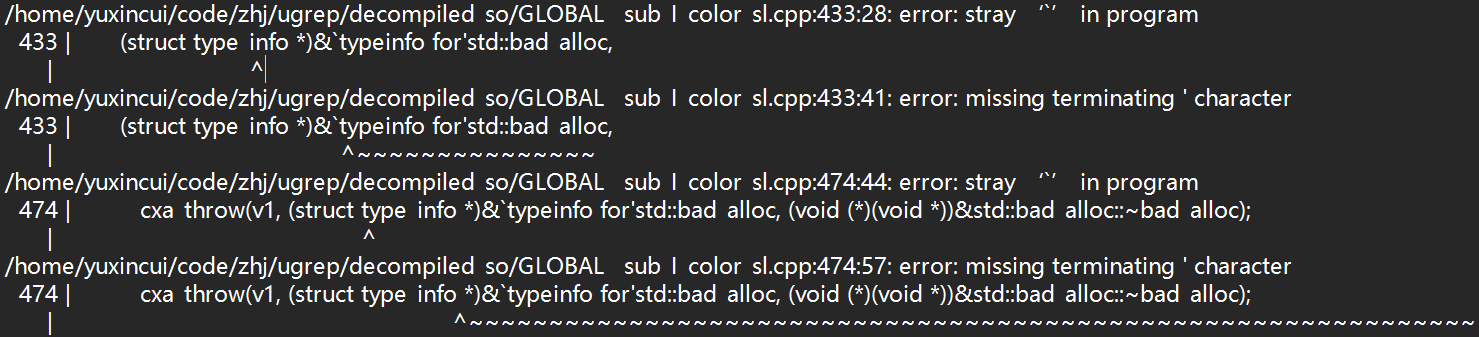 /home/yuxincui/code/zhj/ugrep/decompiled so/GLOBAL  sub I color sl.cpp:433:28: error: stray  ‘`’  in program
433 |     (struct type info *)&`typeinfo for'std::bad alloc,
|                         ^
/home/yuxincui/code/zhj/ugrep/decompiled so/GLOBAL  sub I color sl.cpp:433:41: error: missing terminating ' character
433 |     (struct type info *)&`typeinfo for'std::bad alloc,
|                                      ^~~~~~~~~~~~~~~~
/home/yuxincui/code/zhj/ugrep/decompiled so/GLOBAL  sub I color sl.cpp:474:44: error: stray  ‘`’  in program
474 |       cxa throw(v1, (struct type info *)&`typeinfo for'std::bad alloc, (void (*)(void *))&std::bad alloc::~bad alloc);
|                                         ^
/home/yuxincui/code/zhj/ugrep/decompiled so/GLOBAL  sub I color sl.cpp:474:57: error: missing terminating ' character
474 |       cxa throw(v1, (struct type info *)&`typeinfo for'std::bad alloc, (void (*)(void *))&std::bad alloc::~bad alloc);
|                                                      ^~~~~~~~~~~~~~~~~~~~~~~~~~~~~~~~~~~~~~~~~~~~~~~~~~~~~~~~~~~~~~~~